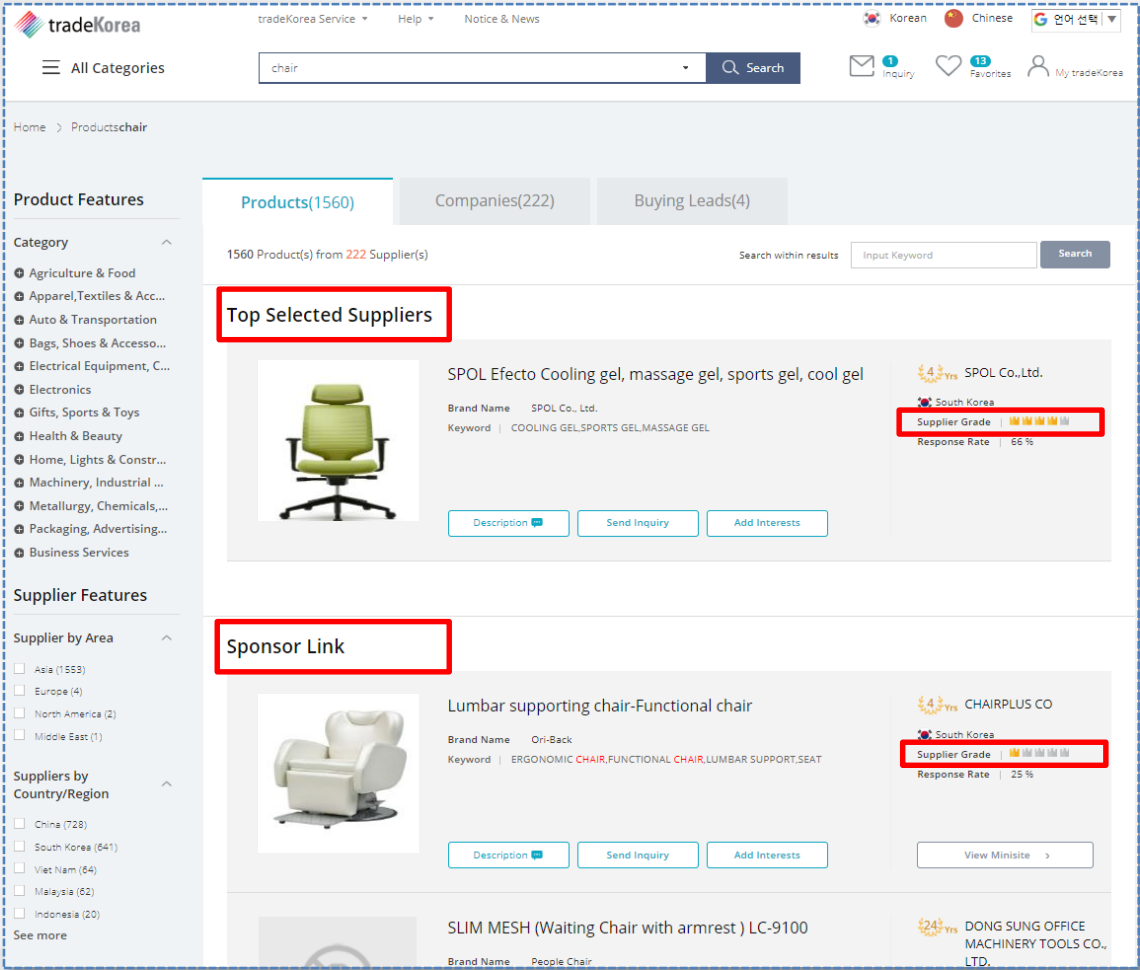 tradeKorea
tradeKorea Service
Help
Notice & News
Korean
Chinese
언어 선택
All Categories
chair
Search
1
Inquiry
13
Favorites
My tradeKorea
Home > Productschair
Product Features
Category
Agriculture & Food
Apparel,Textiles & Acc...
Auto & Transportation
Bags, Shoes & Accesso...
Electrical Equipment, C...
Electronics
Gifts, Sports & Toys
Health & Beauty
Home, Lights & Constr...
Machinery, Industrial ...
Metallurgy, Chemicals,...
Packaging, Advertising...
Business Services
Supplier Features
Supplier by Area
Asia (1553)
Europe (4)
North America (2)
Middle East (1)
Suppliers by
Country/Region
China (728)
South Korea (641)
Viet Nam (64)
Malaysia (62)
Indonesia (20)
See more
Products(1560)
Companies(222)
Buying Leads(4)
1560 Product(s) from 222 Supplier(s)
Search within results
Input Keyword
Search
Top Selected Suppliers
SPOL Efecto Cooling gel, massage gel, sports gel, cool gel
Brand Name SPOL Co., Ltd.
Keyword | COOLING GEL,SPORTS GEL,MASSAGE GEL
Description
Send Inquiry
Add Interests
4 Yrs SPOL Co.,Ltd.
South Korea
Supplier Grade |
Response Rate | 66 %
Sponsor Link
Lumbar supporting chair-Functional chair
Brand Name Ori-Back
Keyword | ERGONOMIC CHAIR,FUNCTIONAL CHAIR,LUMBAR SUPPORT,SEAT
Description
Send Inquiry
Add Interests
4 Yrs CHAIRPLUS CO
South Korea
Supplier Grade |
Response Rate | 25 %
View Minisite >
SLIM MESH (Waiting Chair with armrest ) LC-9100
Brand Name People Chair
24 Yrs DONG SUNG OFFICE
MACHINERY TOOLS CO.,
LTD.